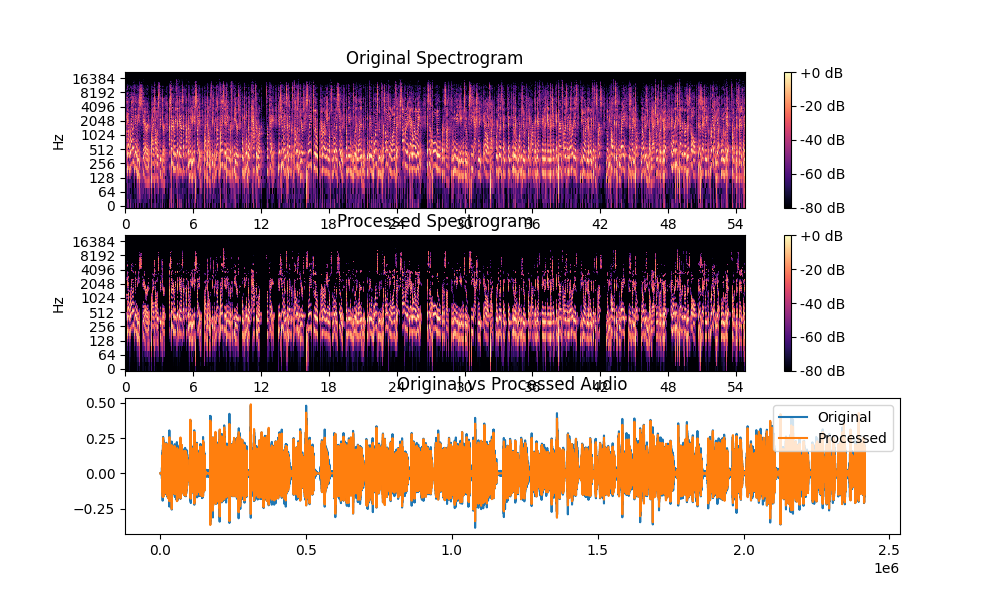 Original Spectrogram
16384
8192
4096
2048
1024
512
256
128
64
0
Hz
0 6 12 18 24 30 36 42 48 54
+0 dB
-20 dB
-40 dB
-60 dB
-80 dB
Processed Spectrogram
16384
8192
4096
2048
1024
512
256
128
64
0
Hz
0 6 12 18 24 30 36 42 48 54
+0 dB
-20 dB
-40 dB
-60 dB
-80 dB
Original vs Processed Audio
0.50
0.25
0.00
−0.25
Original
Processed
0.0 0.5 1.0 1.5 2.0 2.5
1e6